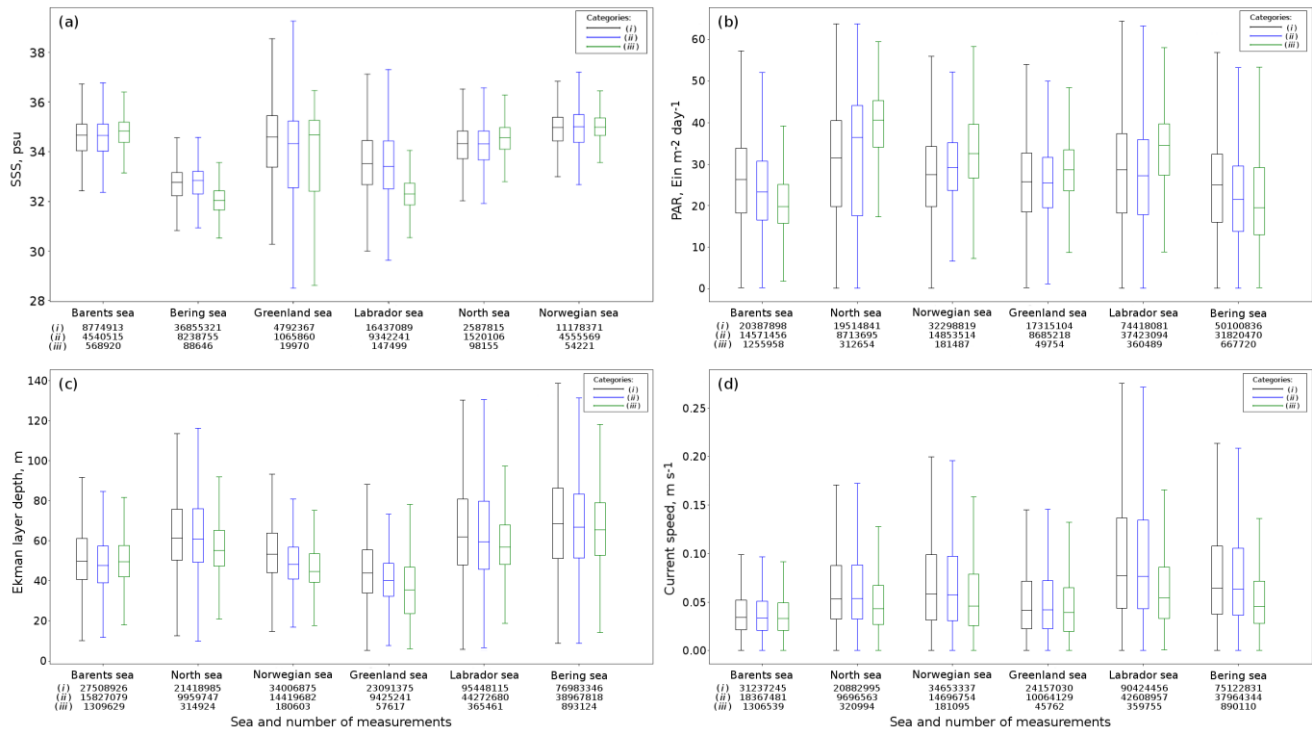 (a)
Categories:
(i)
(ii)
(iii)
SSS, psu
38
36
34
32
30
28
Barents sea Bering sea Greenland sea Labrador sea North sea Norwegian sea
(i) 8774913 36855321 4792367 16437089 2587815 11178371
(ii) 4540515 8238755 1065860 9342241 1520106 4555569
(iii) 568920 88646 19970 147499 98155 54221
(b)
Categories:
(i)
(ii)
(iii)
PAR, Ein m-2 day-1
60
50
40
30
20
10
0
Barents sea North sea Norwegian sea Greenland sea Labrador sea Bering sea
(i) 20387898 19514841 32298819 17315104 74418081 50100836
(ii) 14571456 8713695 14853514 8685218 37423094 31820470
(iii) 1255958 312654 181487 49754 360489 667720
(c)
Categories:
(i)
(ii)
(iii)
Ekman layer depth, m
140
120
100
80
60
40
20
0
Barents sea North sea Norwegian sea Greenland sea Labrador sea Bering sea
(i) 27508926 21418985 34006875 23091375 95448115 76983346
(ii) 15827079 9959747 14419682 9425241 44272680 38967818
(iii) 1309629 314924 180603 57617 365461 893124
Sea and number of measurements
(d)
Categories:
(i)
(ii)
(iii)
Current speed, m s-1
0.25
0.20
0.15
0.10
0.05
0.00
Barents sea North sea Norwegian sea Greenland sea Labrador sea Bering sea
(i) 31237245 20882995 34653337 24157030 90424456 75122831
(ii) 18367481 9696563 14696754 10064129 42608957 37964344
(iii) 1306539 320994 181095 45762 359755 890110
Sea and number of measurements